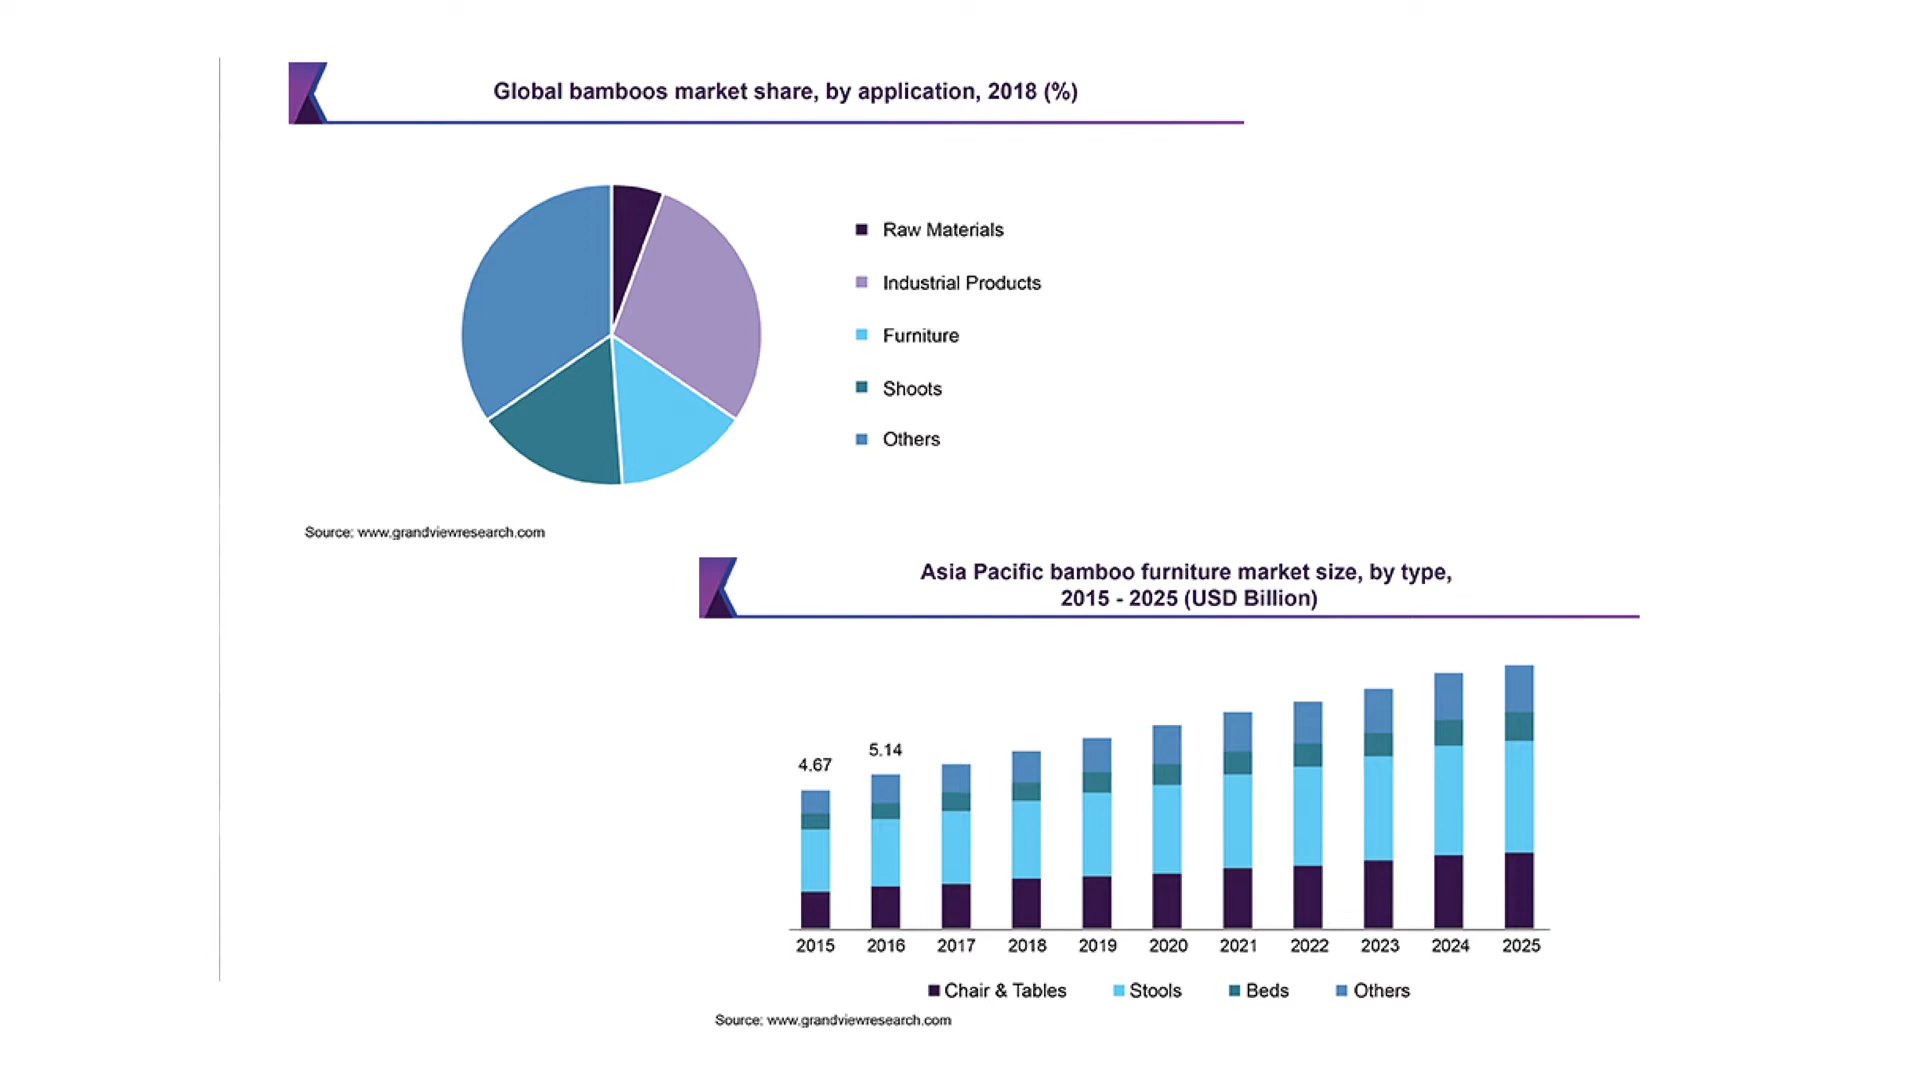 Global bamboos market share, by application, 2018 (%)
Raw Materials
Industrial Products
Furniture
Shoots
Others
Source: www.grandviewresearch.com
Asia Pacific bamboo furniture market size, by type,
2015 - 2025 (USD Billion)
4.67
5.14
2015 2016 2017 2018 2019 2020 2021 2022 2023 2024 2025
Chair & Tables Stools Beds Others
Source: www.grandviewresearch.com